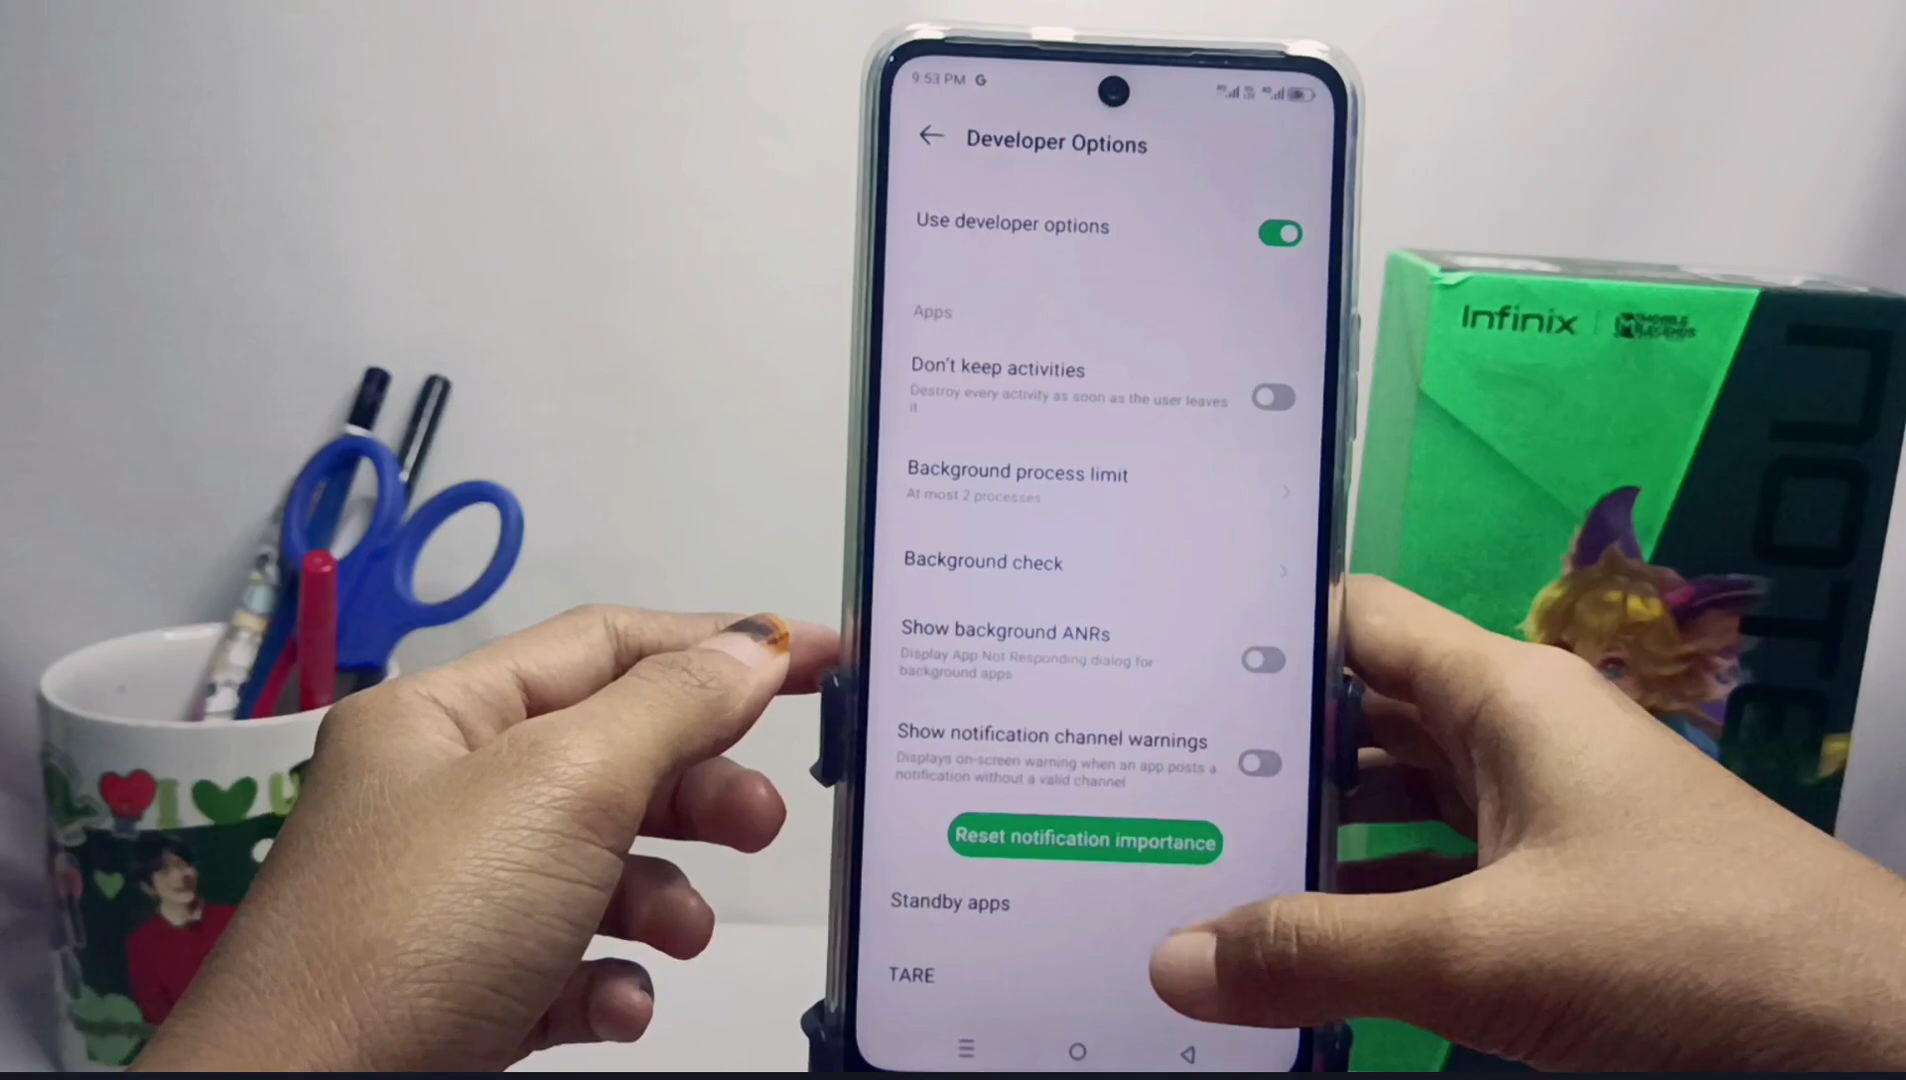 9:53 PM G
Developer Options
Use developer options
Apps
Don't keep activities
Destroy every activity as soon as the user leaves
it
Background process limit
At most 2 processes
Background check
Show background ANRs
Display App Not Responding dialog for
background apps
Show notification channel warnings
Displays on-screen warning when an app posts a
notification without a valid channel
Reset notification importance
Standby apps
TARE
Infinix
MOBILE
LEGENDS
NOTE
I